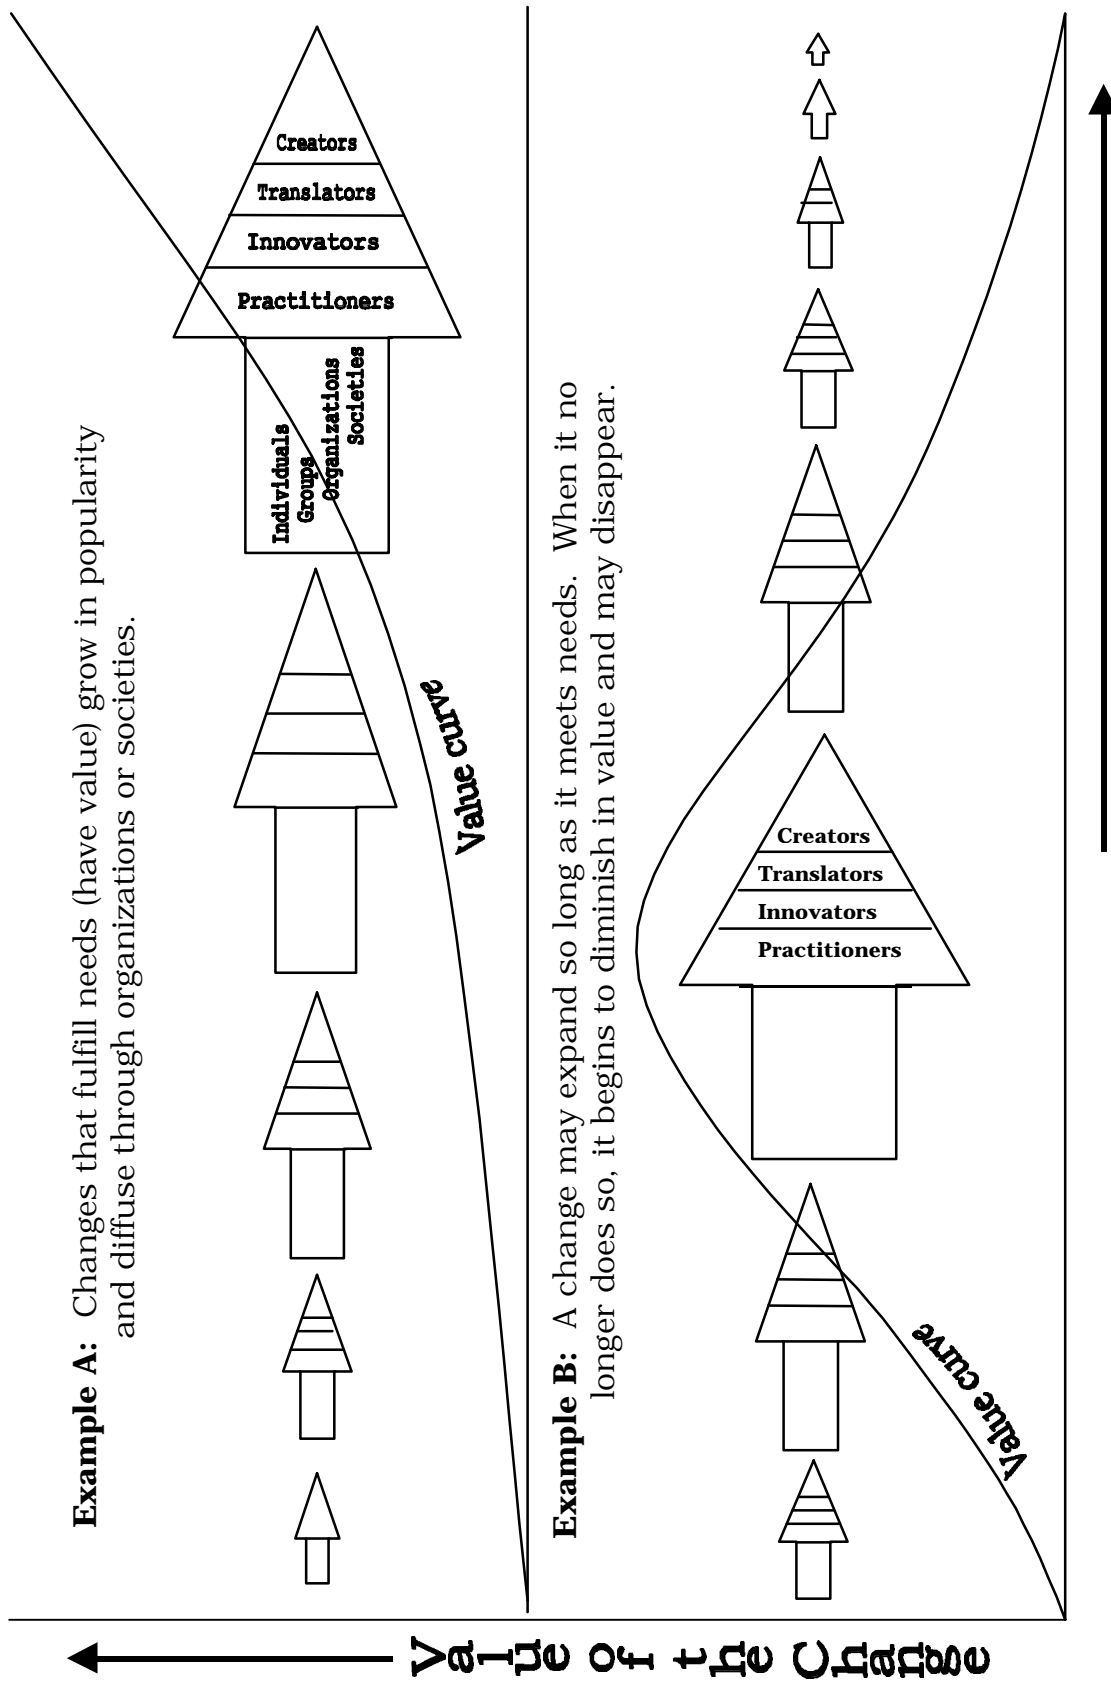 Example A: Changes that fulfill needs (have value) grow in popularity
and diffuse through organizations or societies.
Creators
Translators
Innovators
Practitioners
Individuals
Groups
Organizations
Societies
Value curve
Example B: A change may expand so long as it meets needs. When it no
longer does so, it begins to diminish in value and may disappear.
Creators
Translators
Innovators
Practitioners
Value curve
Value of the Change